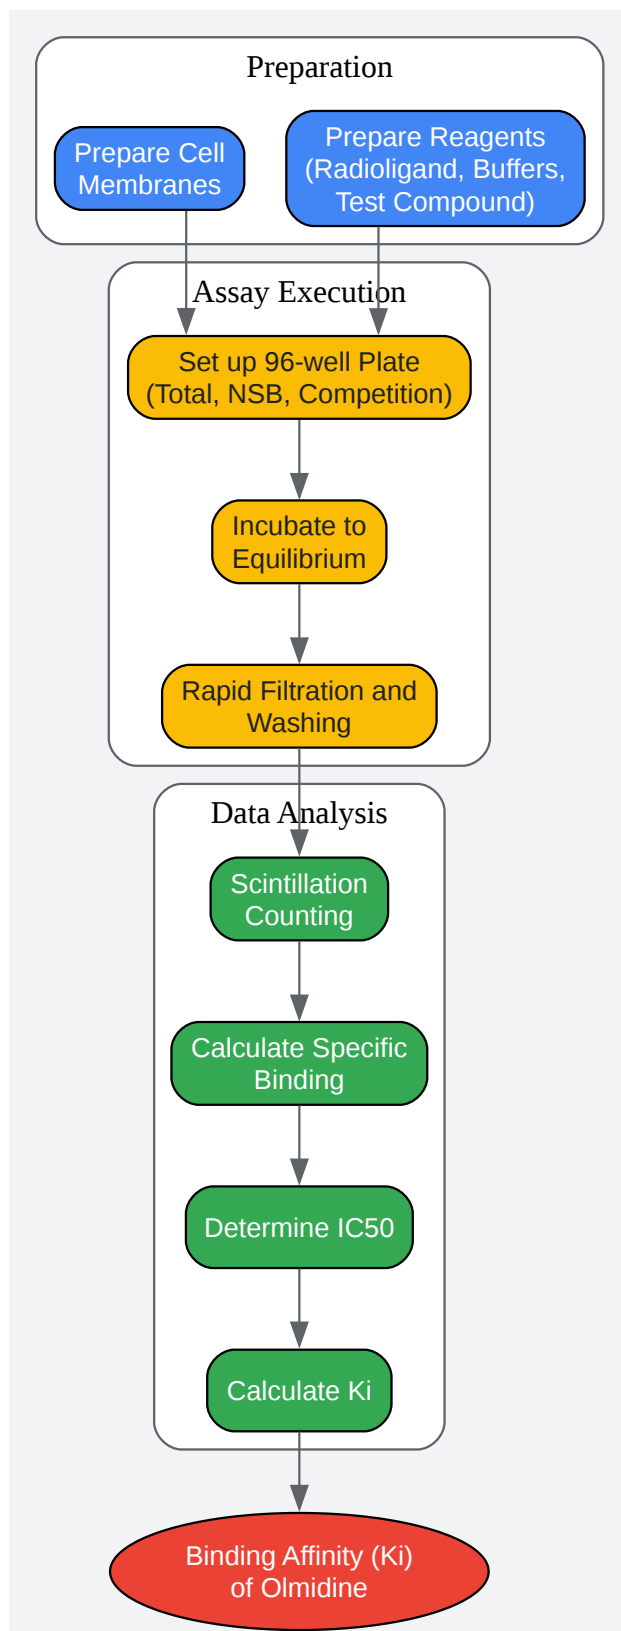 Preparation
Prepare Cell
Membranes
Prepare Reagents
(Radioligand, Buffers,
Test Compound)
Assay Execution
Set up 96-well Plate
(Total, NSB, Competition)
Incubate to
Equilibrium
Rapid Filtration and
Washing
Data Analysis
Scintillation
Counting
Calculate Specific
Binding
Determine IC50
Calculate Ki
Binding Affinity (Ki)
of Olmidine